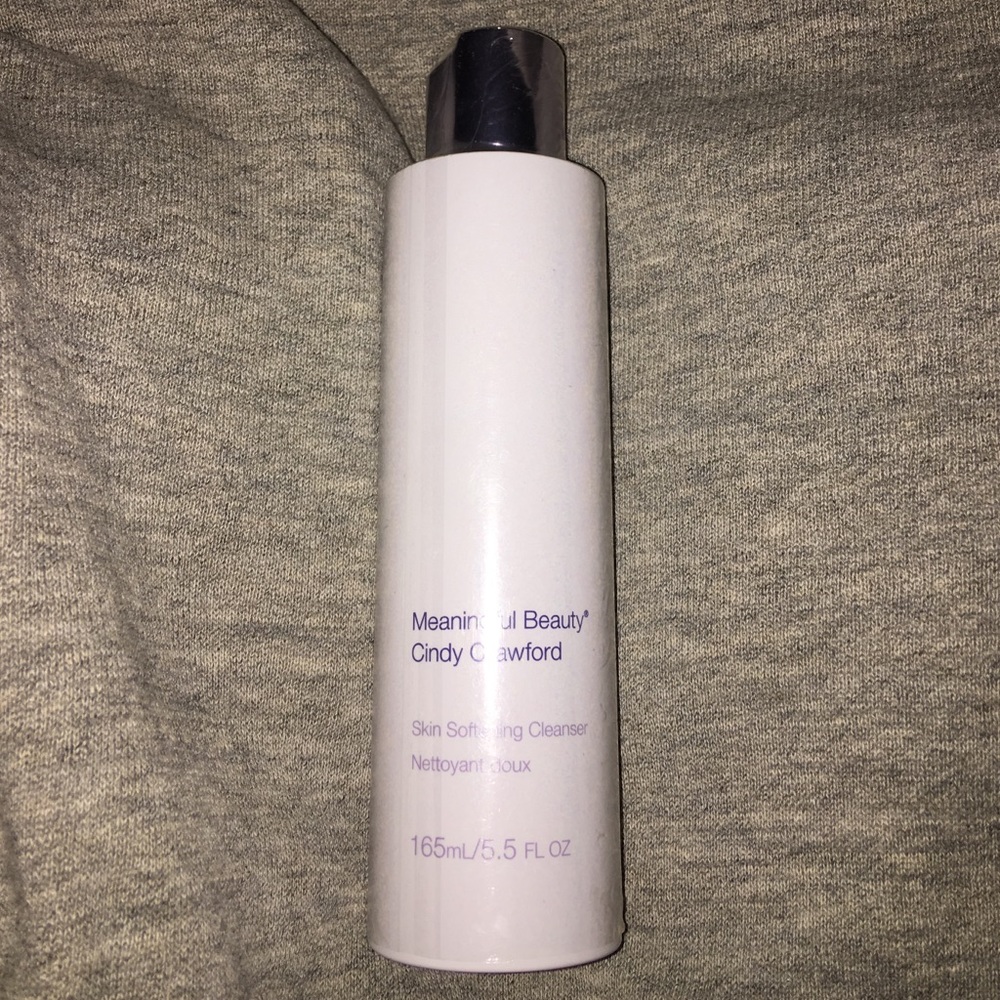 Meaningful Beauty®
Cindy Crawford
Skin Softening Cleanser
Nettoyant doux
165mL/5.5 FL OZ